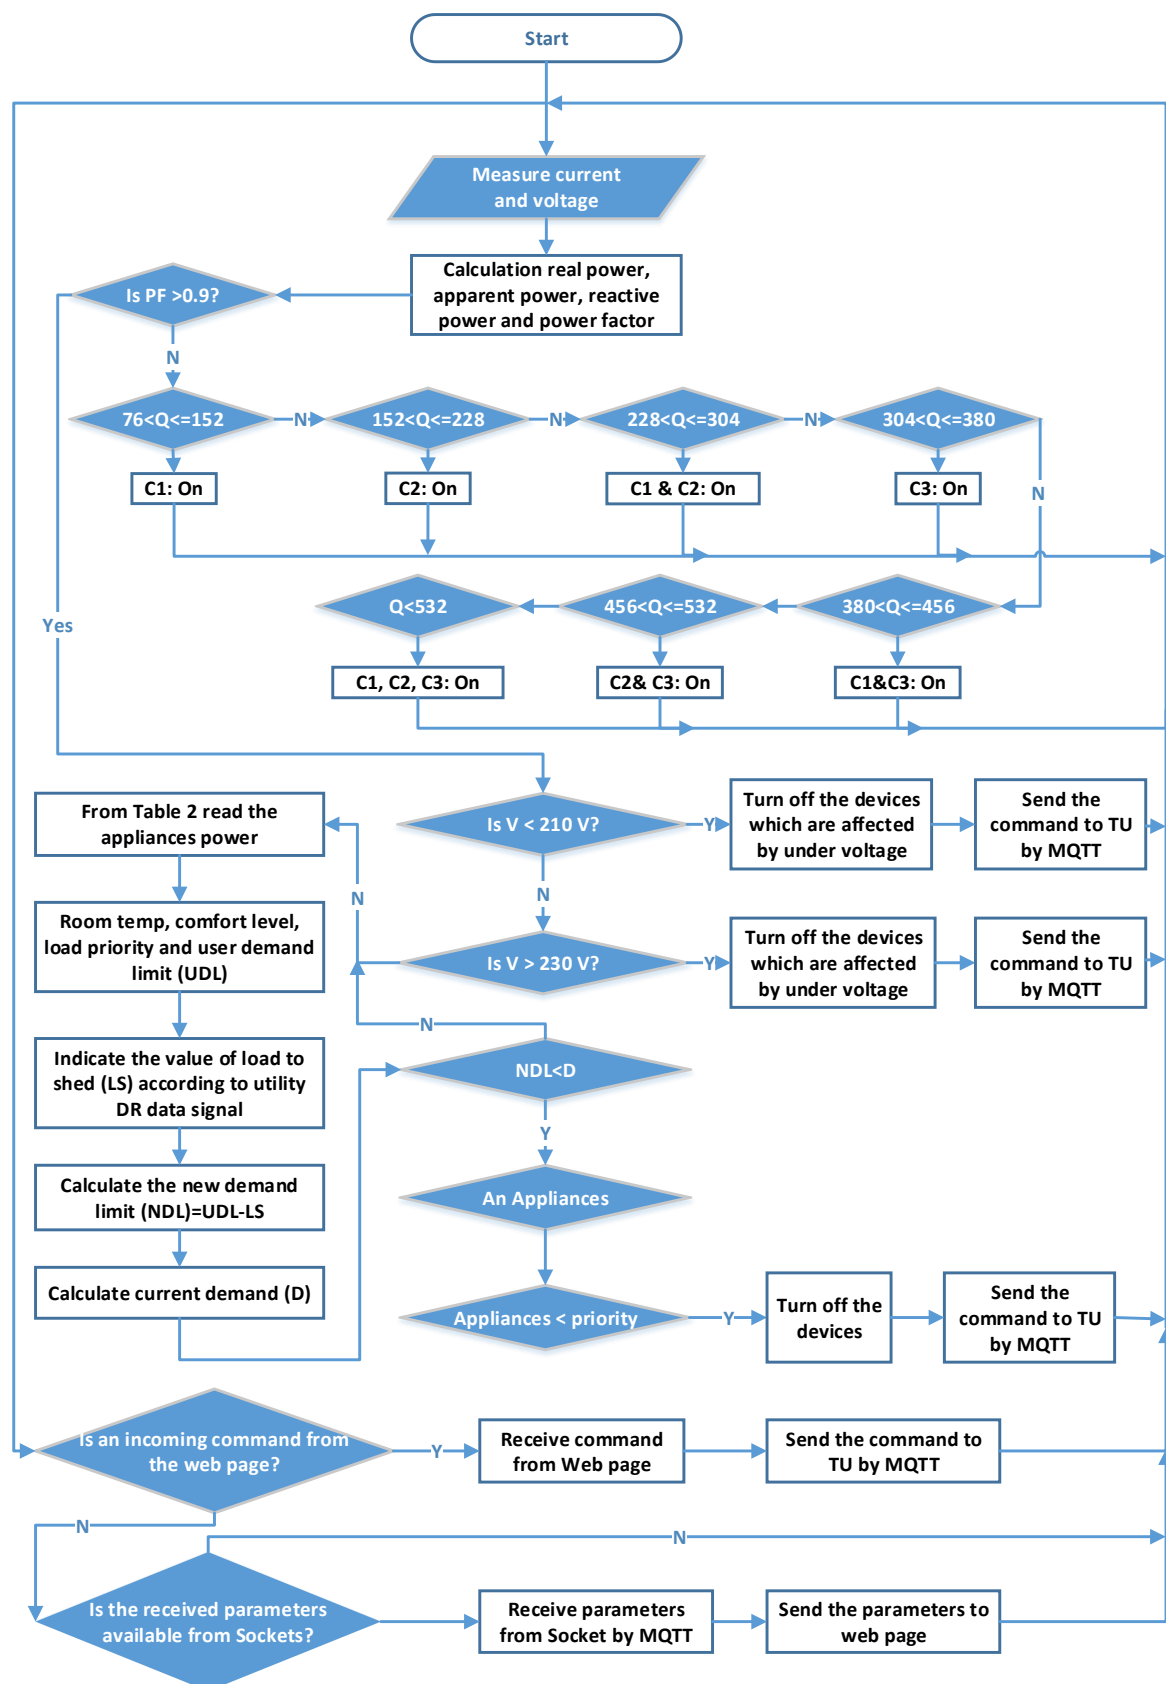 Start
Measure current
and voltage
Calculation real power,
apparent power, reactive
power and power factor
Is PF >0.9?
N
76<Q<=152
N
152<Q<=228
N
228<Q<=304
N
304<Q<=380
C1: On
C2: On
C1 & C2: On
C3: On
N
Q<532
456<Q<=532
380<Q<=456
Yes
C1, C2, C3: On
C2& C3: On
C1&C3: On
From Table 2 read the
appliances power
Is V < 210 V?
Y
Turn off the devices
which are affected
by under voltage
Send the
command to TU
by MQTT
N
N
Room temp, comfort level,
load priority and user demand
limit (UDL)
Is V > 230 V?
Y
Turn off the devices
which are affected
by under voltage
Send the
command to TU
by MQTT
N
Indicate the value of load to
shed (LS) according to utility
DR data signal
NDL<D
Y
Calculate the new demand
limit (NDL)=UDL-LS
An Appliances
Calculate current demand (D)
Appliances < priority
Y
Turn off the
devices
Send the
command to TU
by MQTT
Is an incoming command from
the web page?
Y
Receive command
from Web page
Send the command to
TU by MQTT
N
N
Is the received parameters
available from Sockets?
Receive parameters
from Socket by MQTT
Send the parameters to
web page